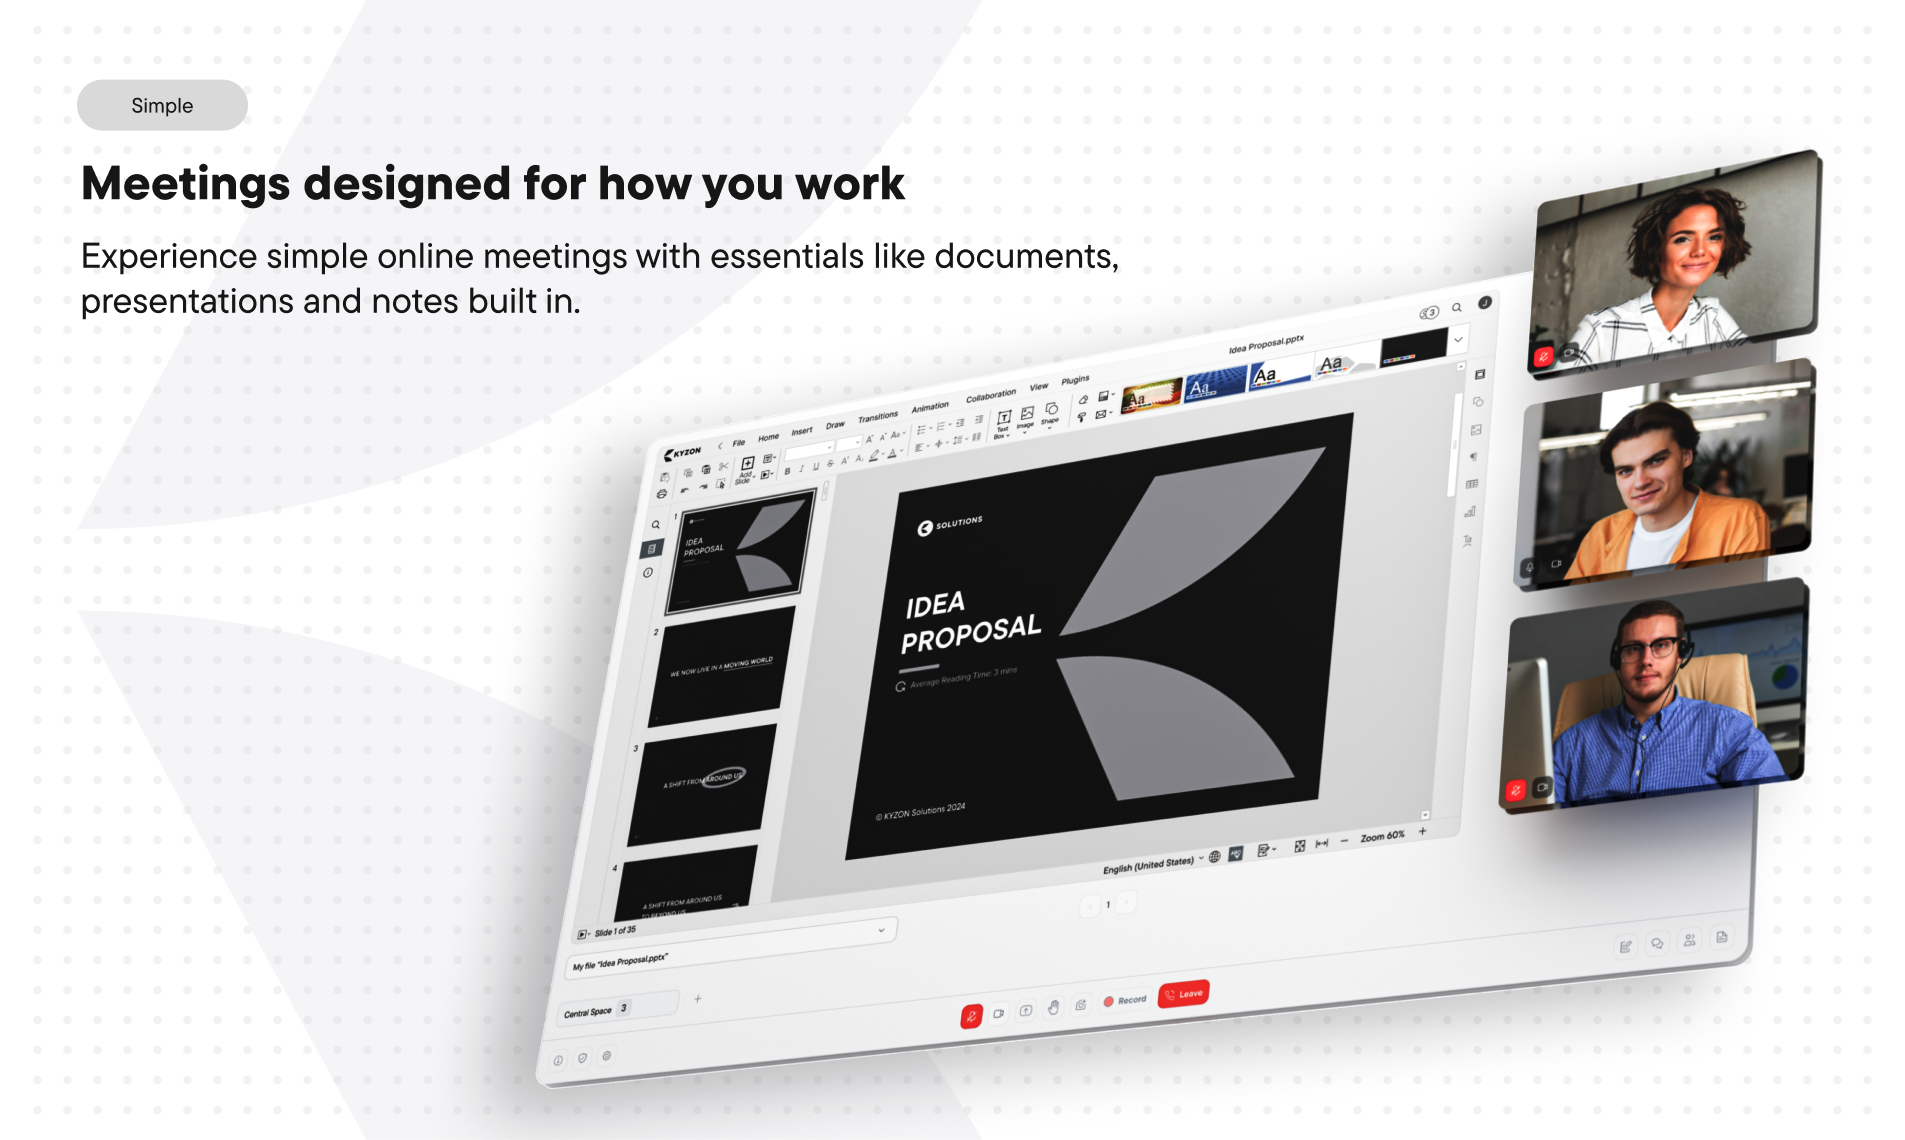 Simple
Meetings designed for how you work
Experience simple online meetings with essentials like documents,
presentations and notes built in.
3
J
Idea Proposal.pptx
KYZON
File Home Insert Draw Transitions Animation Collaboration View Plugins
Add Slide
B I U S
Text Box
Image
Shape
Aa Aa Aa Aa
1
IDEA
PROPOSAL
2
WE NOW LIVE IN A MOVING WORLD
3
A SHIFT FROM AROUND US
4
A SHIFT FROM AROUND US
TO BEYOND US
SOLUTIONS
IDEA
PROPOSAL
Average Reading Time: 3 mins
© KYZON Solutions 2024
Slide 1 of 35
English (United States)
ABC
Zoom 60%
1
My file "Idea Proposal.pptx"
Central Space 3
Record
Leave